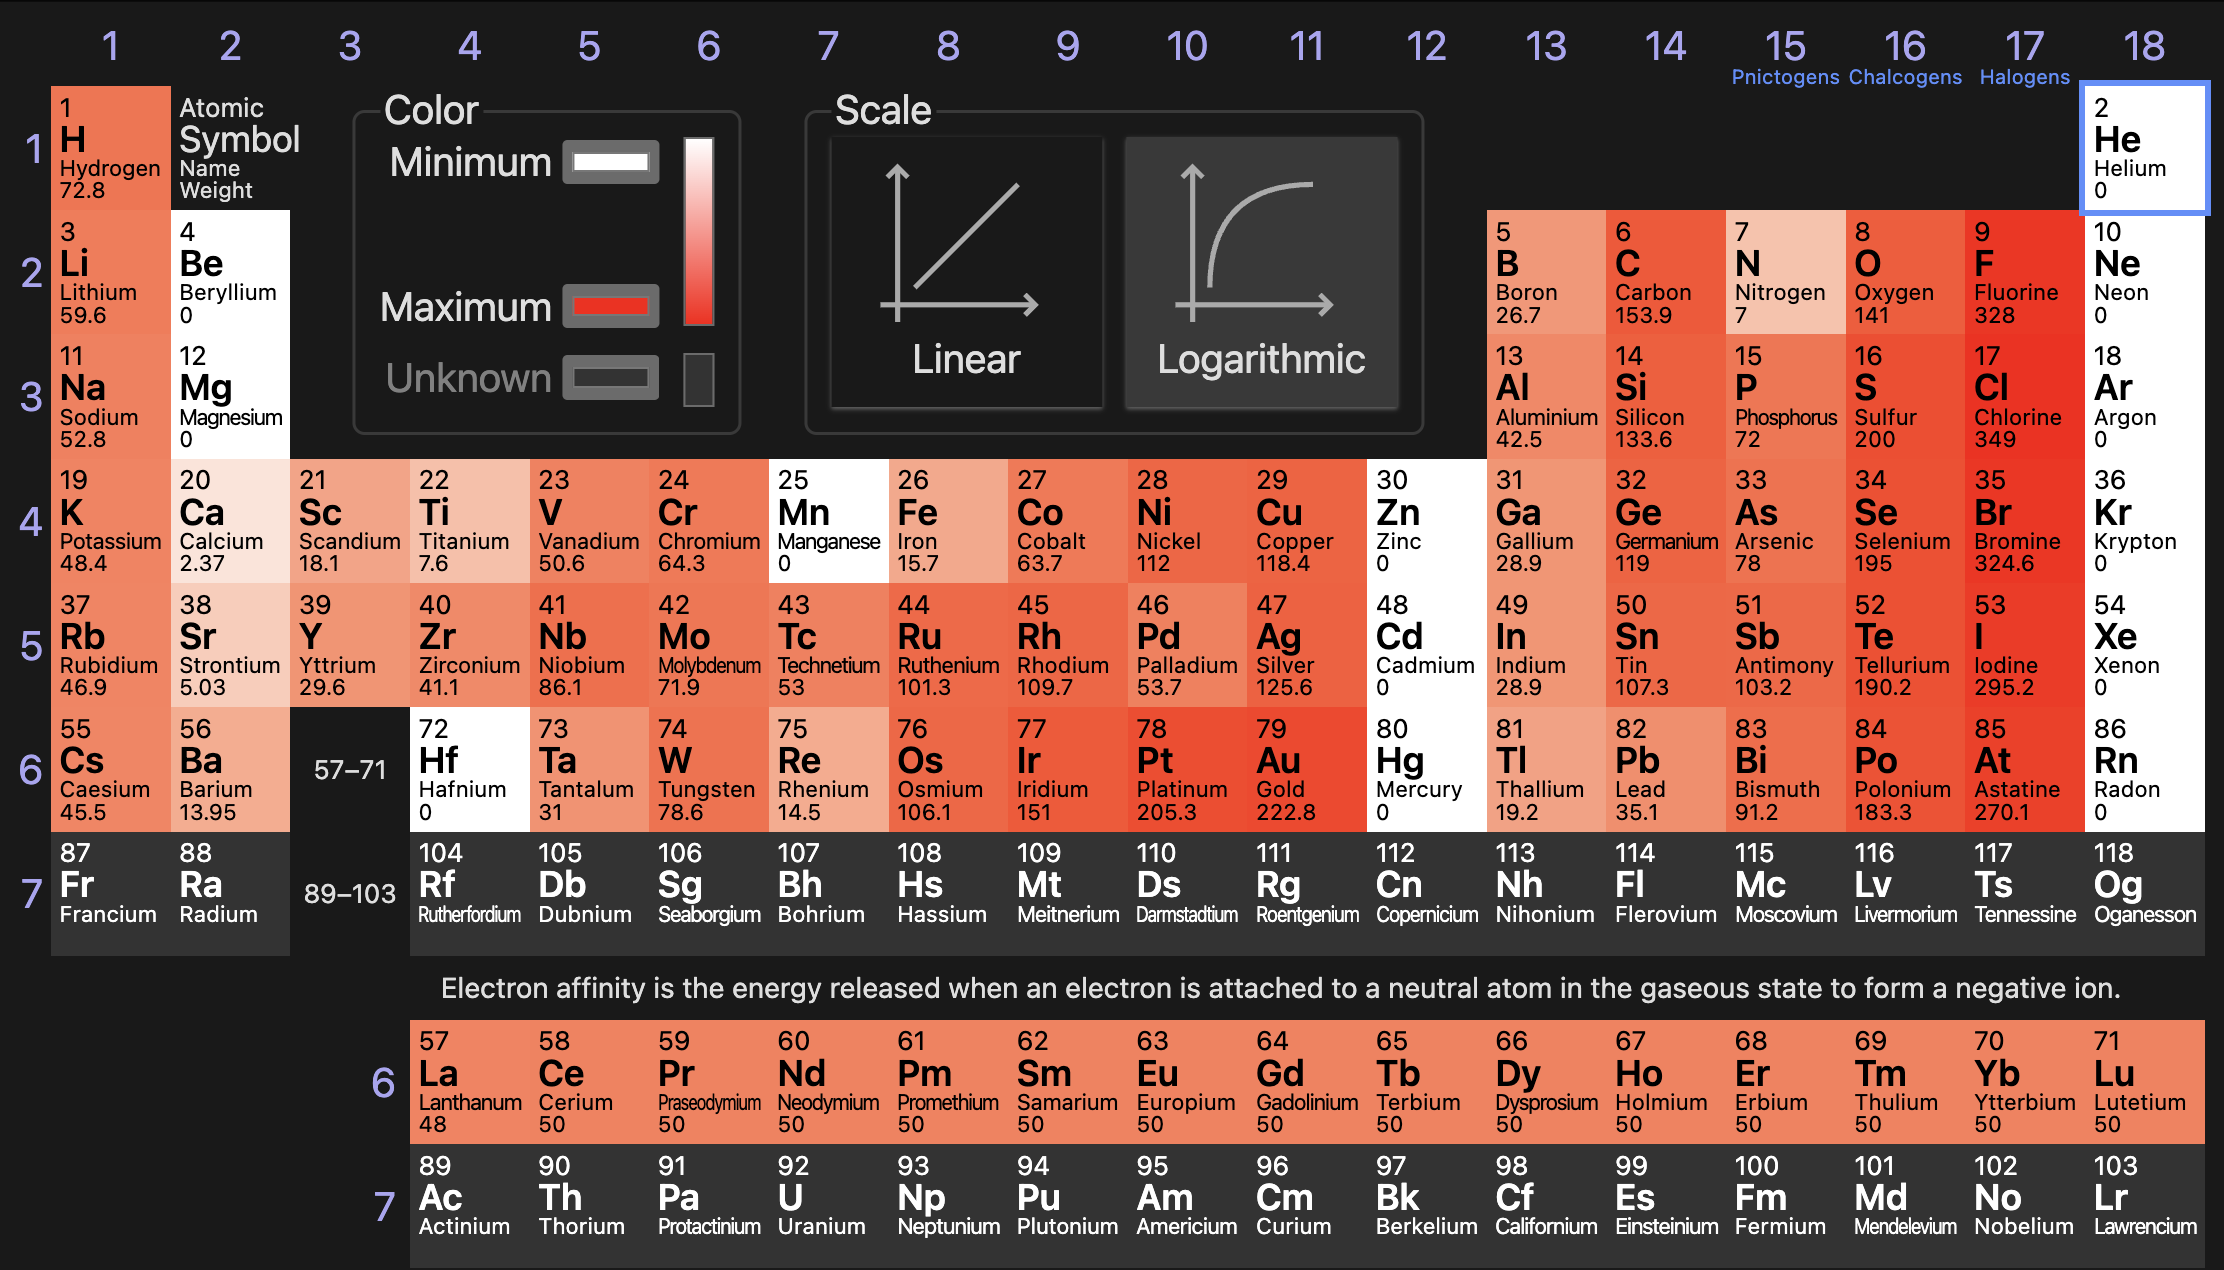 1 2 3 4 5 6 7 8 9 10 11 12 13 14 15 16 17 18
Pnictogens Chalcogens Halogens
1
1
H
Hydrogen
72.8
Atomic
Symbol
Name
Weight
Color
Minimum
Maximum
Unknown
Scale
Linear
Logarithmic
2
He
Helium
0
2
3 4 5 6 7 8 9 10
Li Be B C N O F Ne
Lithium Beryllium Boron Carbon Nitrogen Oxygen Fluorine Neon
59.6 0 26.7 153.9 7 141 328 0
3
11 12 13 14 15 16 17 18
Na Mg Al Si P S Cl Ar
Sodium Magnesium Aluminium Silicon Phosphorus Sulfur Chlorine Argon
52.8 0 42.5 133.6 72 200 349 0
4
19 20 21 22 23 24 25 26 27 28 29 30 31 32 33 34 35 36
K Ca Sc Ti V Cr Mn Fe Co Ni Cu Zn Ga Ge As Se Br Kr
Potassium Calcium Scandium Titanium Vanadium Chromium Manganese Iron Cobalt Nickel Copper Zinc Gallium Germanium Arsenic Selenium Bromine Krypton
48.4 2.37 18.1 7.6 50.6 64.3 0 15.7 63.7 112 118.4 0 28.9 119 78 195 324.6 0
5
37 38 39 40 41 42 43 44 45 46 47 48 49 50 51 52 53 54
Rb Sr Y Zr Nb Mo Tc Ru Rh Pd Ag Cd In Sn Sb Te I Xe
Rubidium Strontium Yttrium Zirconium Niobium Molybdenum Technetium Ruthenium Rhodium Palladium Silver Cadmium Indium Tin Antimony Tellurium Iodine Xenon
46.9 5.03 29.6 41.1 86.1 71.9 53 101.3 109.7 53.7 125.6 0 28.9 107.3 103.2 190.2 295.2 0
6
55 56 57–71 72 73 74 75 76 77 78 79 80 81 82 83 84 85 86
Cs Ba Hf Ta W Re Os Ir Pt Au Hg Tl Pb Bi Po At Rn
Caesium Barium Hafnium Tantalum Tungsten Rhenium Osmium Iridium Platinum Gold Mercury Thallium Lead Bismuth Polonium Astatine Radon
45.5 13.95 0 31 78.6 14.5 106.1 151 205.3 222.8 0 19.2 35.1 91.2 183.3 270.1 0
7
87 88 89–103 104 105 106 107 108 109 110 111 112 113 114 115 116 117 118
Fr Ra Rf Db Sg Bh Hs Mt Ds Rg Cn Nh Fl Mc Lv Ts Og
Francium Radium Rutherfordium Dubnium Seaborgium Bohrium Hassium Meitnerium Darmstadtium Roentgenium Copernicium Nihonium Flerovium Moscovium Livermorium Tennessine Oganesson
Electron affinity is the energy released when an electron is attached to a neutral atom in the gaseous state to form a negative ion.
6
57 58 59 60 61 62 63 64 65 66 67 68 69 70 71
La Ce Pr Nd Pm Sm Eu Gd Tb Dy Ho Er Tm Yb Lu
Lanthanum Cerium Praseodymium Neodymium Promethium Samarium Europium Gadolinium Terbium Dysprosium Holmium Erbium Thulium Ytterbium Lutetium
48 50 50 50 50 50 50 50 50 50 50 50 50 50 50
7
89 90 91 92 93 94 95 96 97 98 99 100 101 102 103
Ac Th Pa U Np Pu Am Cm Bk Cf Es Fm Md No Lr
Actinium Thorium Protactinium Uranium Neptunium Plutonium Americium Curium Berkelium Californium Einsteinium Fermium Mendelevium Nobelium Lawrencium